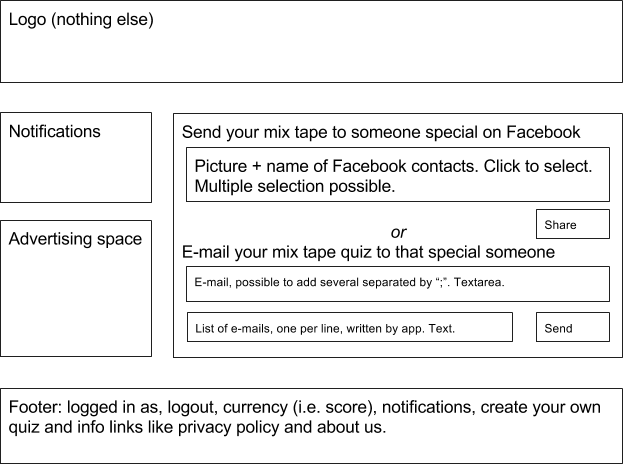 Logo (nothing else)
Notifications
Advertising space
Send your mix tape to someone special on Facebook
Picture + name of Facebook contacts. Click to select.
Multiple selection possible.
Share
or
E-mail your mix tape quiz to that special someone
E-mail, possible to add several separated by “;”. Textarea.
List of e-mails, one per line, written by app. Text.
Send
Footer: logged in as, logout, currency (i.e. score), notifications, create your own
quiz and info links like privacy policy and about us.